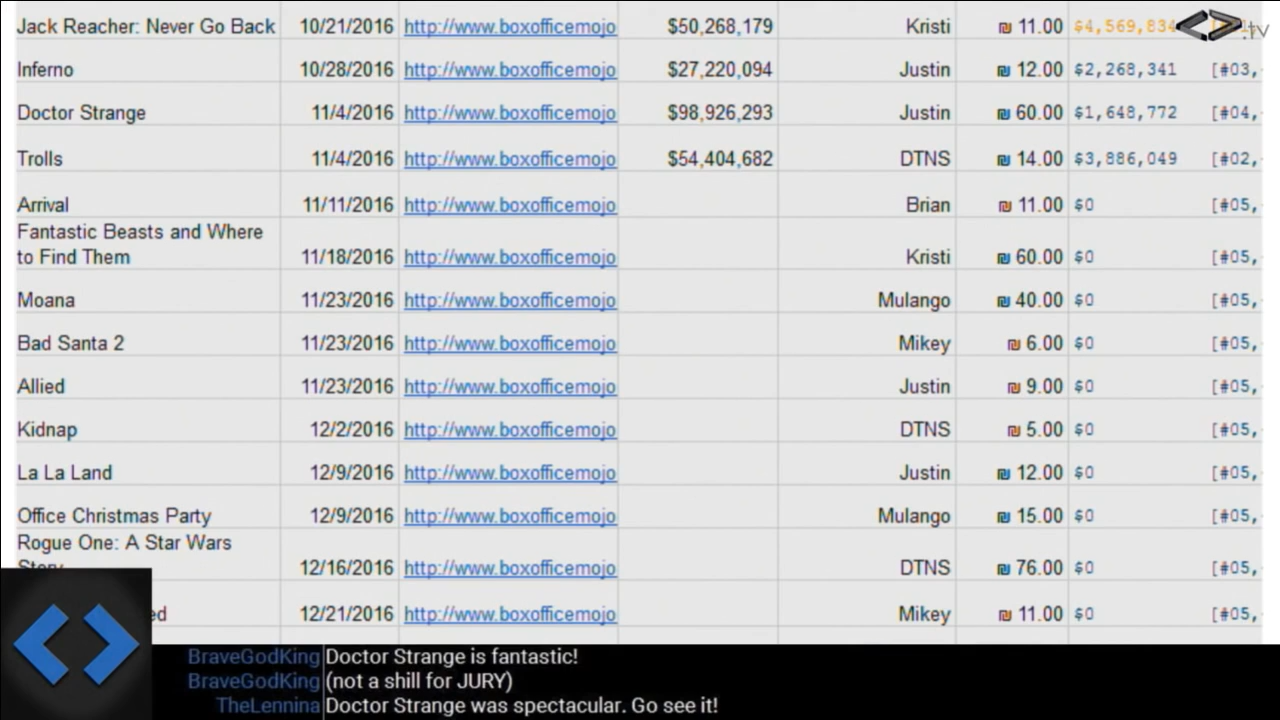 Jack Reacher: Never Go Back 10/21/2016 http://www.boxofficemojo $50,268,179 Kristi ₪ 11.00 $4,569,834
.tv
Inferno 10/28/2016 http://www.boxofficemojo $27,220,094 Justin ₪ 12.00 $2,268,341 [#03,
Doctor Strange 11/4/2016 http://www.boxofficemojo $98,926,293 Justin ₪ 60.00 $1,648,772 [#04,
Trolls 11/4/2016 http://www.boxofficemojo $54,404,682 DTNS ₪ 14.00 $3,886,049 [#02,
Arrival 11/11/2016 http://www.boxofficemojo Brian ₪ 11.00 $0 [#05,
Fantastic Beasts and Where
to Find Them 11/18/2016 http://www.boxofficemojo Kristi ₪ 60.00 $0 [#05,
Moana 11/23/2016 http://www.boxofficemojo Mulango ₪ 40.00 $0 [#05,
Bad Santa 2 11/23/2016 http://www.boxofficemojo Mikey ₪ 6.00 $0 [#05,
Allied 11/23/2016 http://www.boxofficemojo Justin ₪ 9.00 $0 [#05,
Kidnap 12/2/2016 http://www.boxofficemojo DTNS ₪ 5.00 $0 [#05,
La La Land 12/9/2016 http://www.boxofficemojo Justin ₪ 12.00 $0 [#05,
Office Christmas Party 12/9/2016 http://www.boxofficemojo Mulango ₪ 15.00 $0 [#05,
Rogue One: A Star Wars
Story 12/16/2016 http://www.boxofficemojo DTNS ₪ 76.00 $0 [#05,
ed 12/21/2016 http://www.boxofficemojo Mikey ₪ 11.00 $0 [#05,
BraveGodKing Doctor Strange is fantastic!
BraveGodKing (not a shill for JURY)
TheLennina Doctor Strange was spectacular. Go see it!